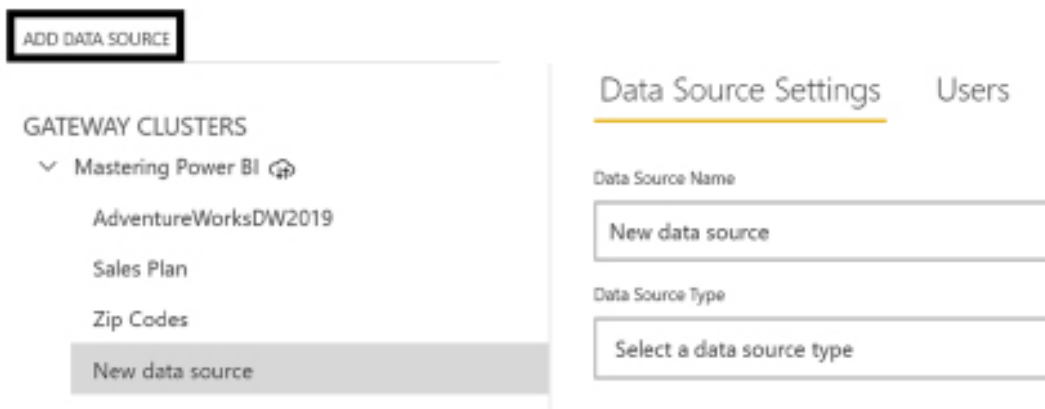 ADD DATA SOURCE
GATEWAY CLUSTERS
Mastering Power BI
AdventureWorksDW2019
Sales Plan
Zip Codes
New data source
Data Source Settings Users
Data Source Name
New data source
Data Source Type
Select a data source type